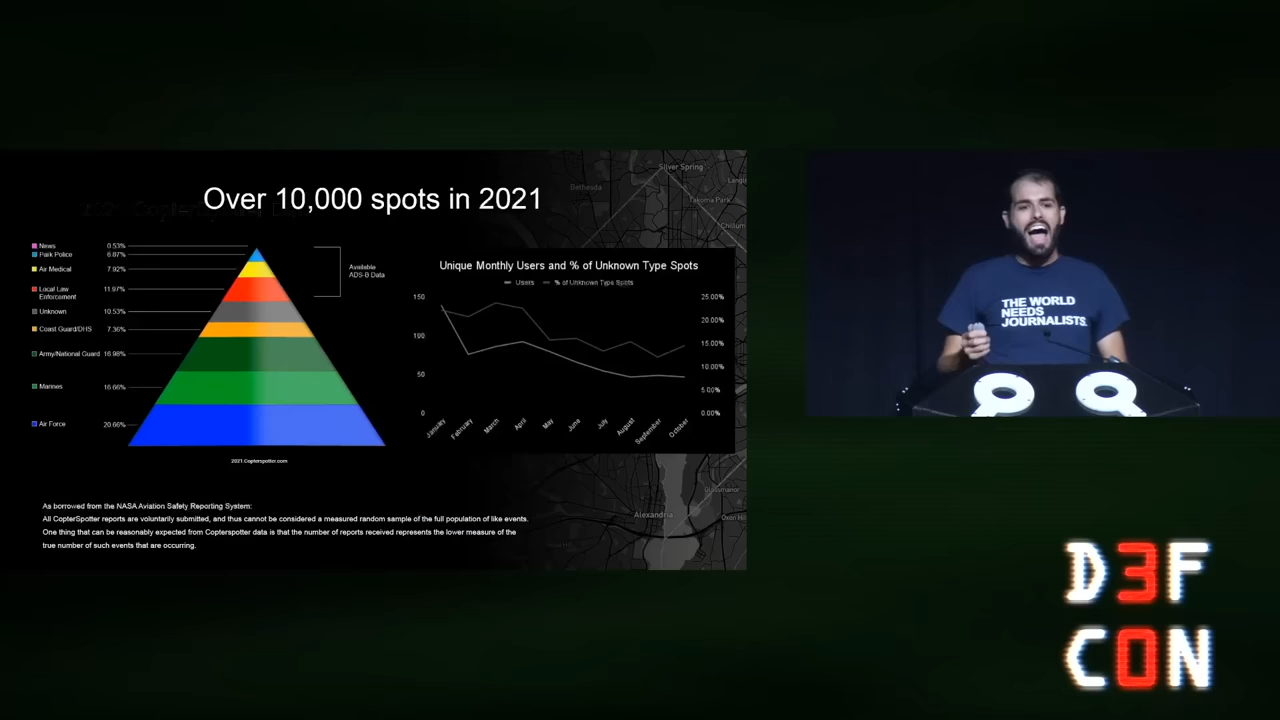 Over 10,000 spots in 2021
News 0.53%
Park Police 6.87%
Air Medical 7.92%
Local Law
Enforcement 11.97%
Unknown 10.53%
Coast Guard/DHS 7.36%
Army/National Guard 16.98%
Marines 16.66%
Air Force 20.66%
Available
ADS-B Data
2021 Copterspotter.com
Unique Monthly Users and % of Unknown Type Spots
Users % of Unknown Type Spots
150
100
50
0
25.00%
20.00%
15.00%
10.00%
5.00%
0.00%
January February March April May June July August September October
As borrowed from the NASA Aviation Safety Reporting System:
All CopterSpotter reports are voluntarily submitted, and thus cannot be considered a measured random sample of the full population of like events.
One thing that can be reasonably expected from Copterspotter data is that the number of reports received represents the lower measure of the
true number of such events that are occurring.
Silver Spring
Bethesda
Takoma Park
Chillum
Alexandria
Glassmanor
THE WORLD
NEEDS
JOURNALISTS.
D3F
C0N